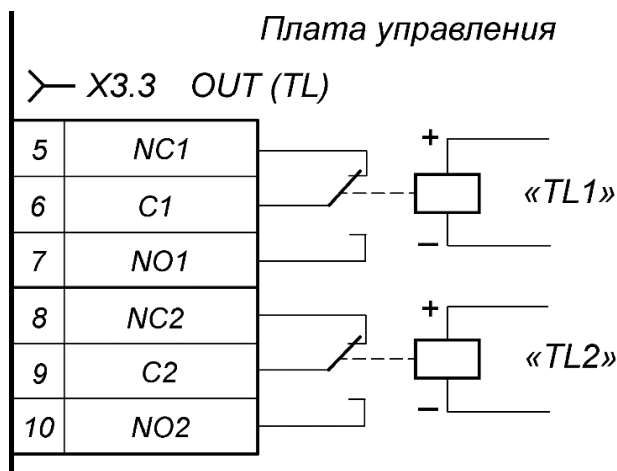 Плата управления
X3.3 OUT (TL)
5 NC1
+
6 C1
«TL1»
7 NO1
–
8 NC2
+
9 C2
«TL2»
10 NO2
–